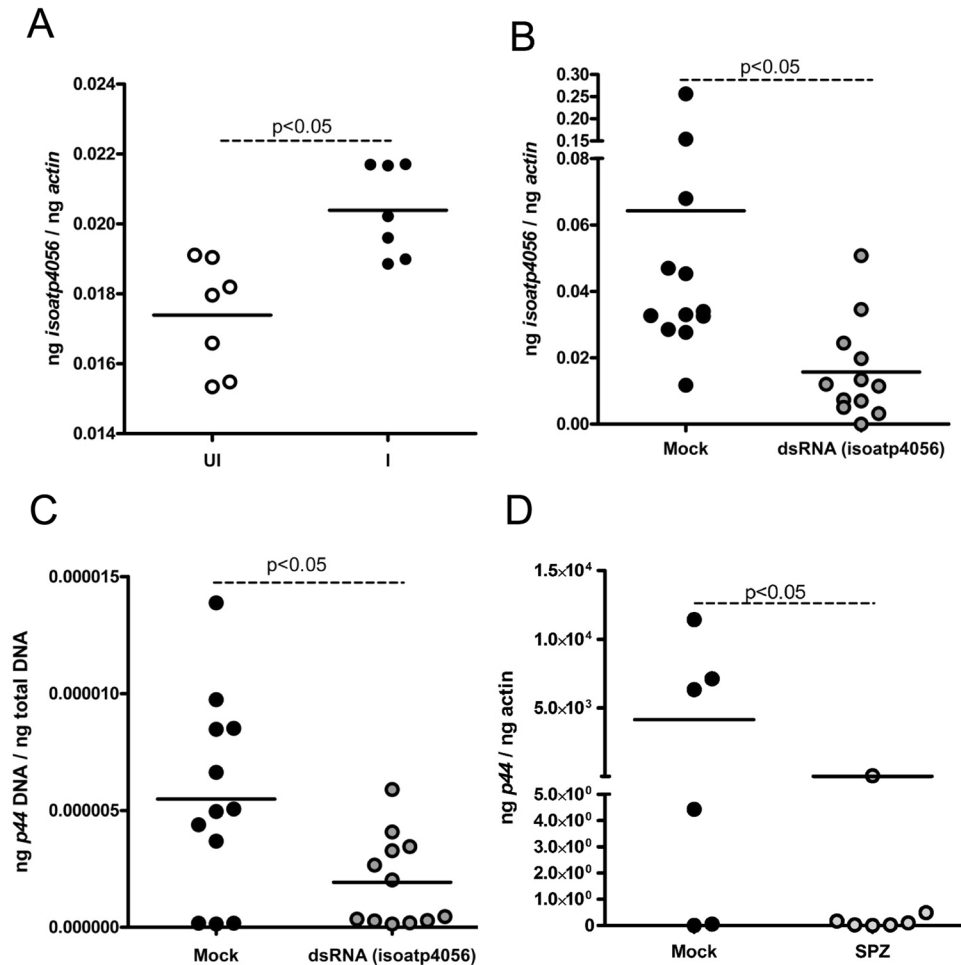 A
ng isoatp4056 / ng actin
0.024
0.022
0.020
0.018
0.016
0.014
p<0.05
UI I
B
ng isoatp4056 / ng actin
0.30
0.25
0.20
0.15
0.08
0.06
0.04
0.02
0.00
p<0.05
Mock dsRNA (isoatp4056)
C
ng p44 DNA / ng total DNA
0.000015
0.000010
0.000005
0.000000
p<0.05
Mock dsRNA (isoatp4056)
D
ng p44 / ng actin
1.5×10⁴
1.0×10⁴
5.0×10³
5.0×10⁰
4.0×10⁰
3.0×10⁰
2.0×10⁰
1.0×10⁰
0
p<0.05
Mock SPZ